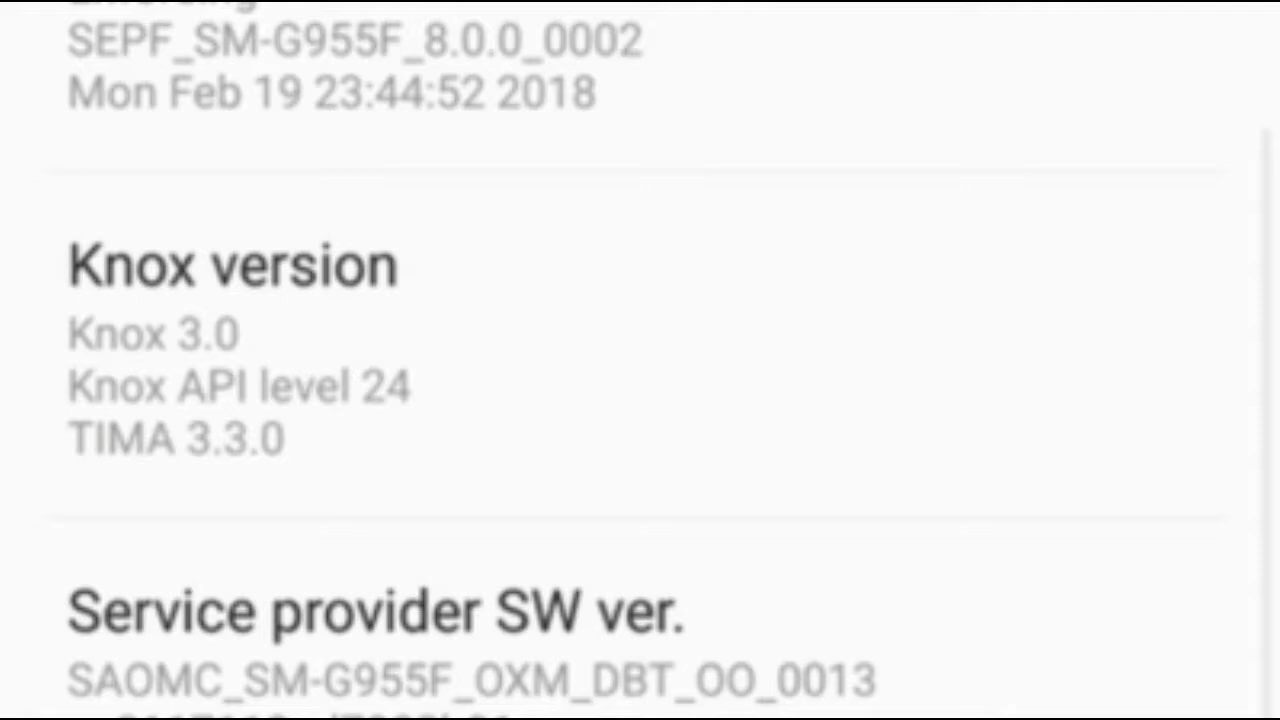 SEPF_SM-G955F_8.0.0_0002
Mon Feb 19 23:44:52 2018
Knox version
Knox 3.0
Knox API level 24
TIMA 3.3.0
Service provider SW ver.
SAOMC_SM-G955F_OXM_DBT_OO_0013